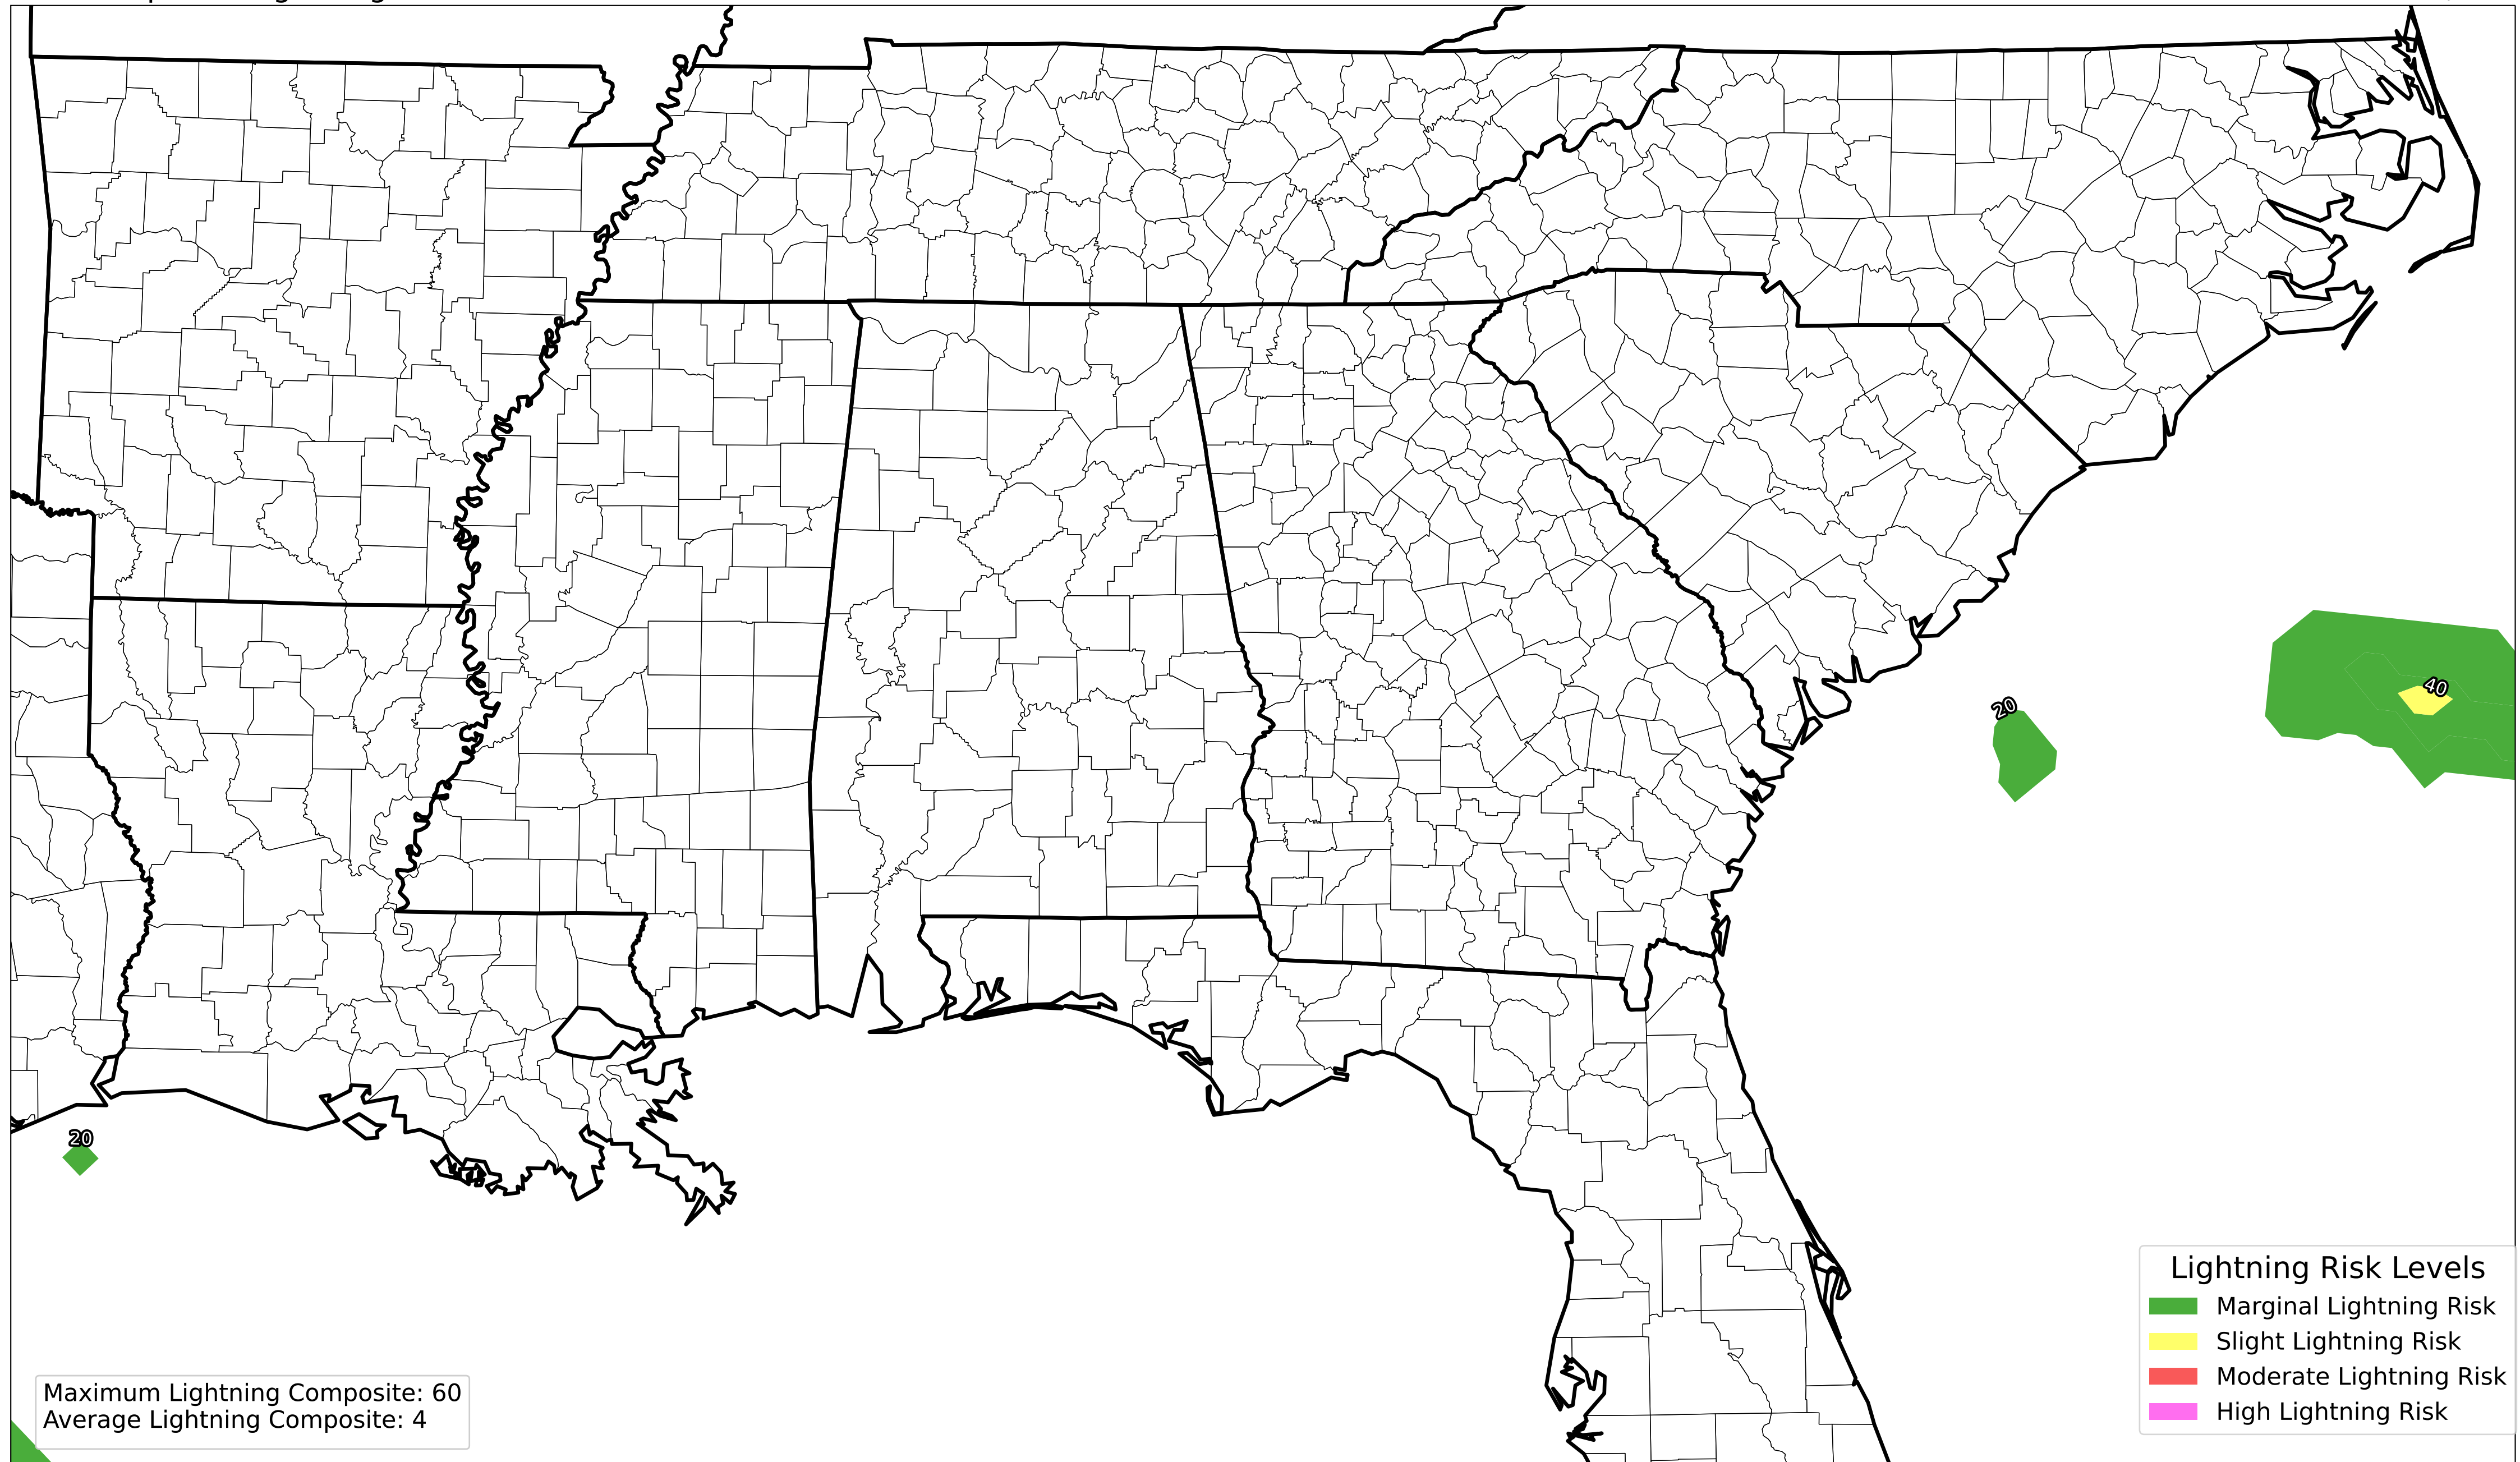 40
20
20
Lightning Risk Levels
Marginal Lightning Risk
Slight Lightning Risk
Moderate Lightning Risk
High Lightning Risk
Maximum Lightning Composite: 60
Average Lightning Composite: 4